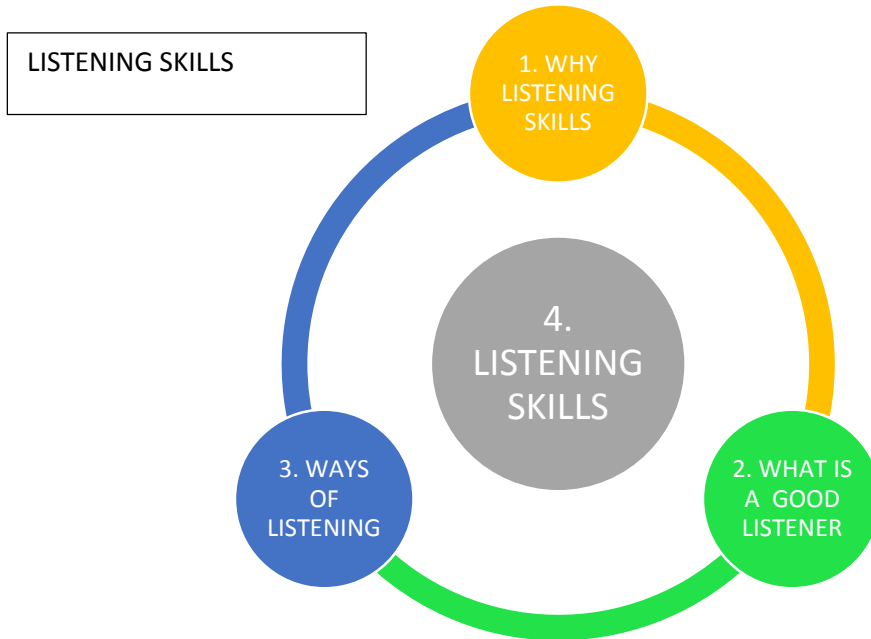 LISTENING SKILLS
1. WHY
LISTENING
SKILLS
4.
LISTENING
SKILLS
3. WAYS
OF
LISTENING
2. WHAT IS
A GOOD
LISTENER